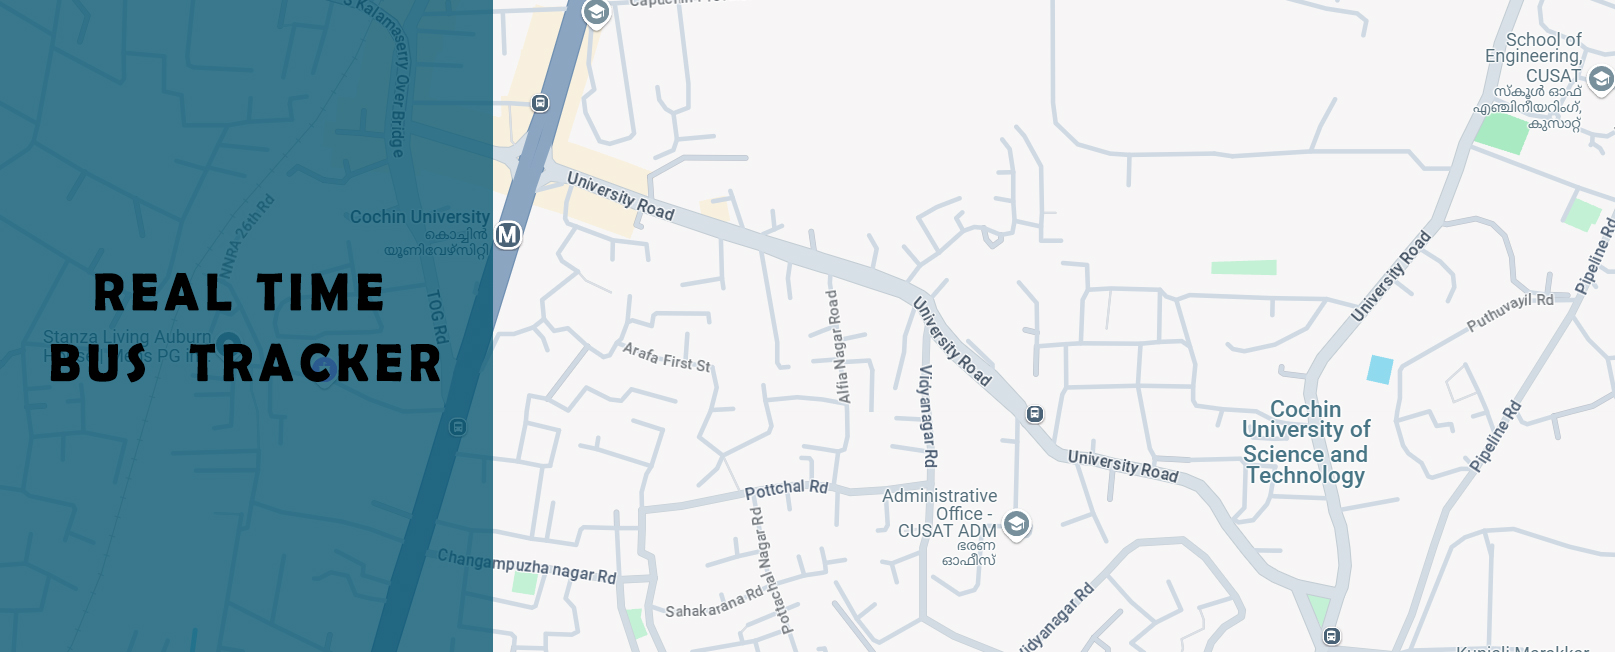 REAL TIME
BUS TRACKER
S Kalamaserry Over Bridge
NNRA 26th Rd
Cochin University
കൊച്ചിൻ
യൂണിവേഴ്സിറ്റി
M
TOG Rd
Stanza Living Auburn
University Road
Arafa First St
Alfia Nagar Road
University Road
Vidyanagar Rd
University Road
Pottchal Rd
Pottachal Nagar Rd
Administrative
Office -
CUSAT ADM
ഭരണ
ഓഫീസ്
Changampuzha nagar Rd
Sahakarana Rd
Vidyanagar Rd
School of
Engineering,
CUSAT
സ്കൂൾ ഓഫ്
എഞ്ചിനീയറിംഗ്,
കുസാറ്റ്
University Road
Pipeline Rd
Puthuvayil Rd
Pipeline Rd
Cochin
University of
Science and
Technology